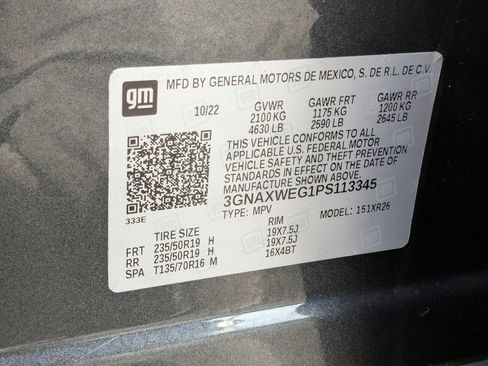 gm
MFD BY GENERAL MOTORS DE MEXICO, S. DE R.L. DE C.V.
10/22 GVWR GAWR FRT GAWR RR
2100 KG 1175 KG 1200 KG
4630 LB 2590 LB 2645 LB
THIS VEHICLE CONFORMS TO ALL
APPLICABLE U.S. FEDERAL MOTOR
VEHICLE SAFETY AND THEFT PREVENTION
STANDARDS IN EFFECT ON THE DATE OF
MANUFACTURE SHOWN ABOVE.
3GNAXWEG1PS113345
333E TYPE: MPV MODEL: 151XR26
TIRE SIZE RIM
FRT 235/50R19 H 19X7.5J
RR 235/50R19 H 19X7.5J
SPA T135/70R16 M 16X4BT